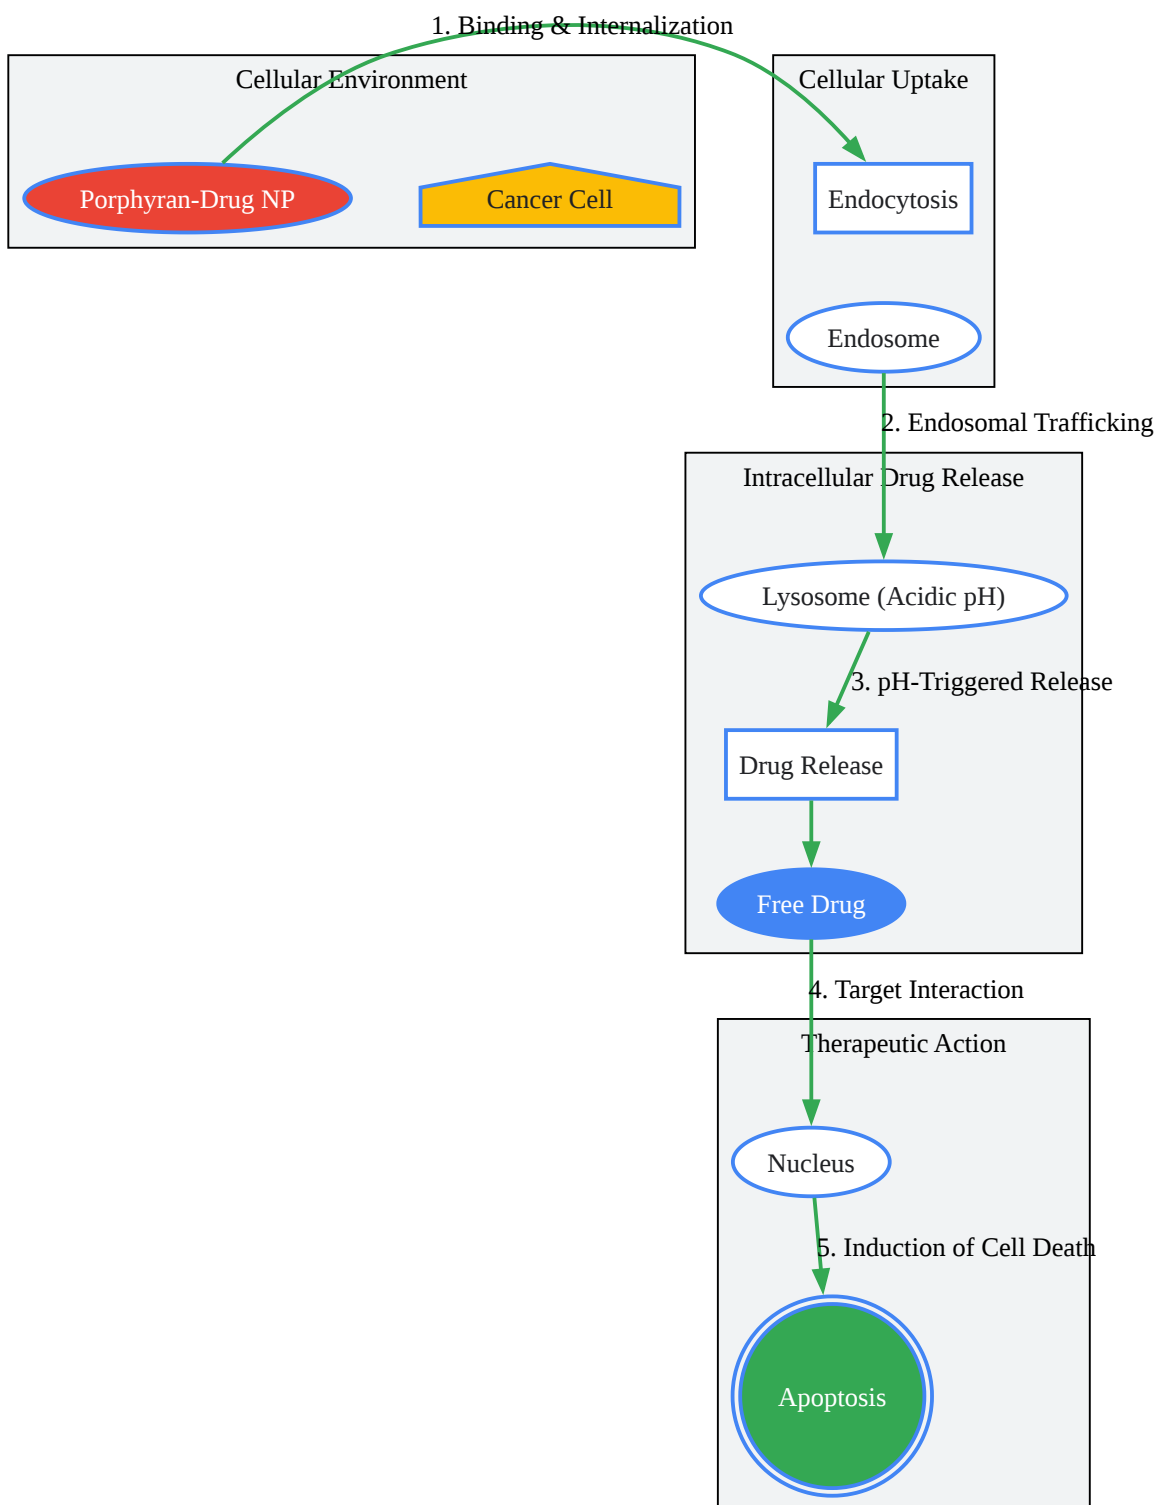 1. Binding & Internalization
Cellular Environment
Cellular Uptake
Porphyran-Drug NP
Cancer Cell
Endocytosis
Endosome
2. Endosomal Trafficking
Intracellular Drug Release
Lysosome (Acidic pH)
3. pH-Triggered Release
Drug Release
Free Drug
4. Target Interaction
Therapeutic Action
Nucleus
5. Induction of Cell Death
Apoptosis